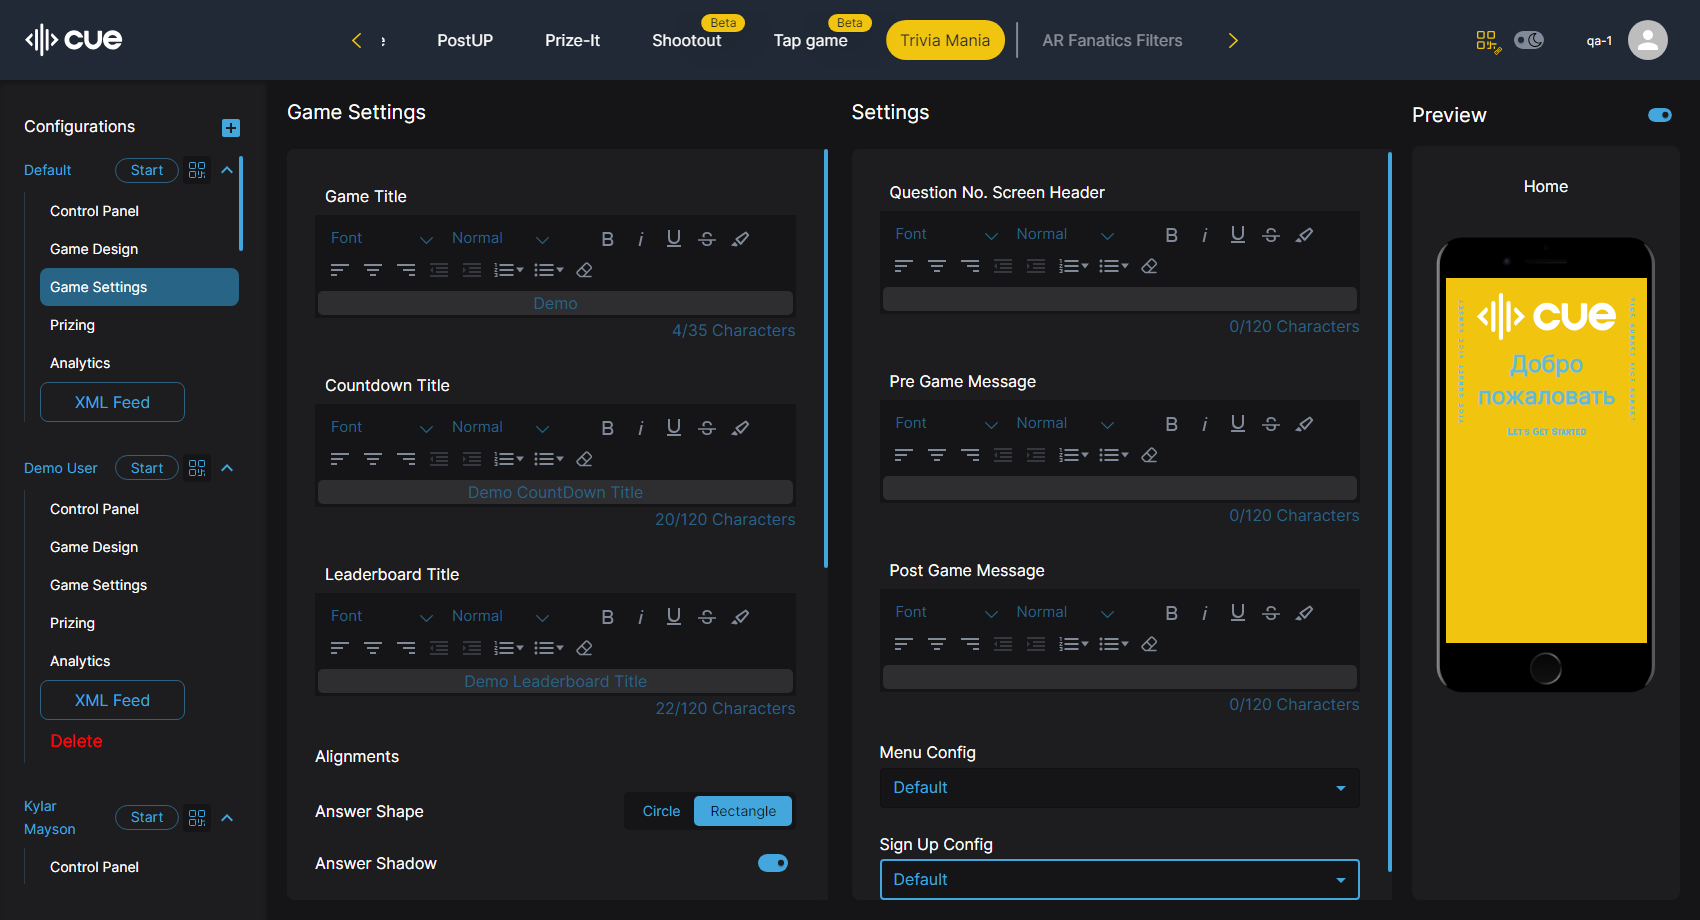 cue
PostUP
Prize-It
Beta
Shootout
Beta
Tap game
Trivia Mania
AR Fanatics Filters
qa-1
Configurations
Default
Start
Control Panel
Game Design
Game Settings
Prizing
Analytics
XML Feed
Demo User
Start
Control Panel
Game Design
Game Settings
Prizing
Analytics
XML Feed
Delete
Kylar
Mayson
Start
Control Panel
Game Settings
Game Title
Font
Normal
Demo
4/35 Characters
Countdown Title
Font
Normal
Demo CountDown Title
20/120 Characters
Leaderboard Title
Font
Normal
Demo Leaderboard Title
22/120 Characters
Alignments
Answer Shape
Circle
Rectangle
Answer Shadow
Settings
Question No. Screen Header
Font
Normal
0/120 Characters
Pre Game Message
Font
Normal
0/120 Characters
Post Game Message
Font
Normal
0/120 Characters
Menu Config
Default
Sign Up Config
Default
Preview
Home
cue
Добро
пожаловать
Let's Get Started